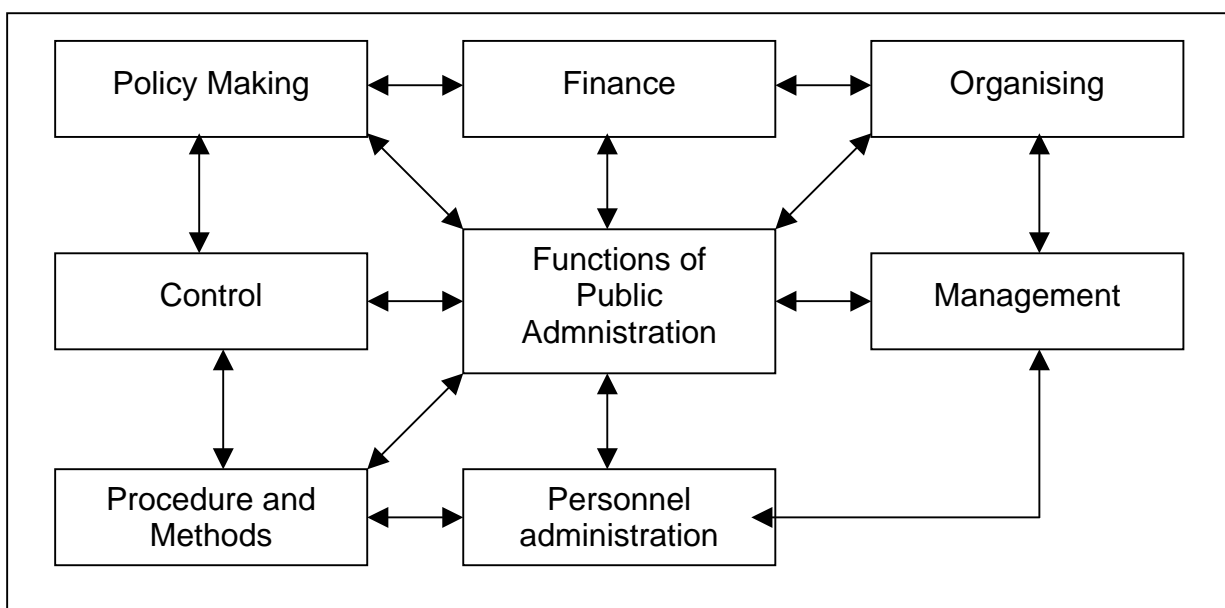 Policy Making
Finance
Organising
Control
Functions of
Public
Admnistration
Management
Procedure and
Methods
Personnel
administration